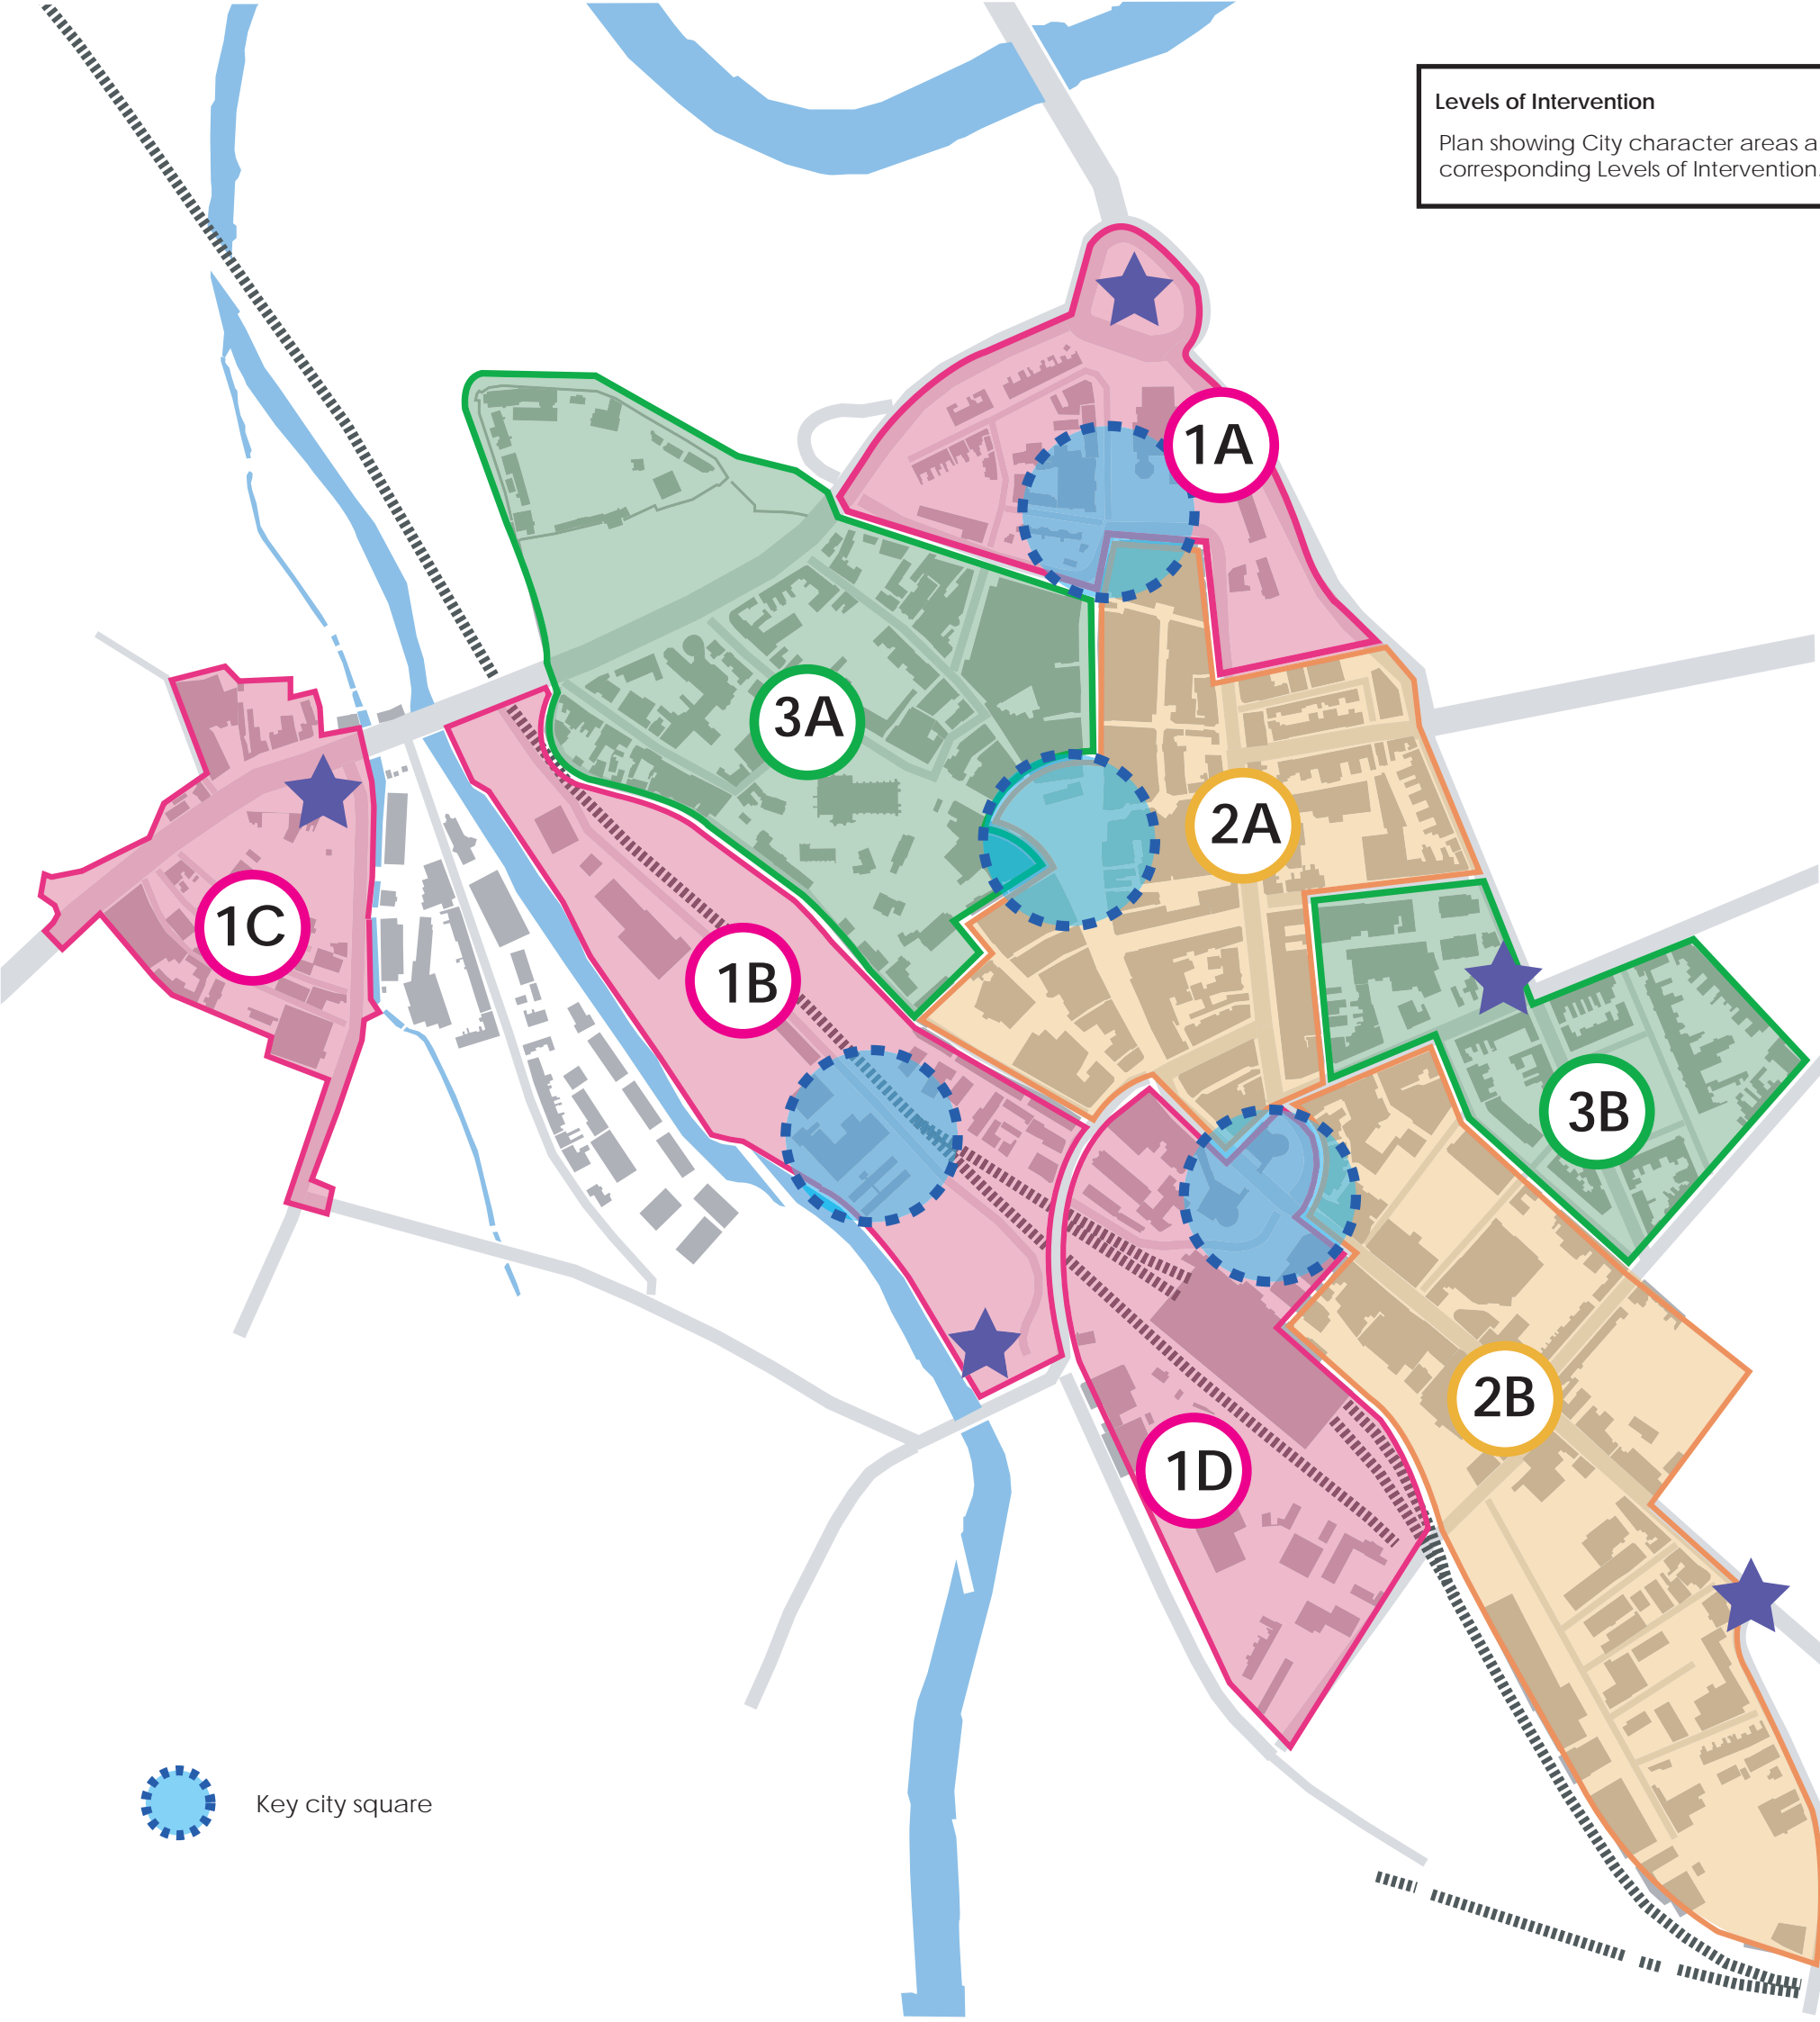 Levels of Intervention
Plan showing City character areas a
corresponding Levels of Intervention.
1A
3A
2A
1C
1B
3B
2B
1D
Key city square